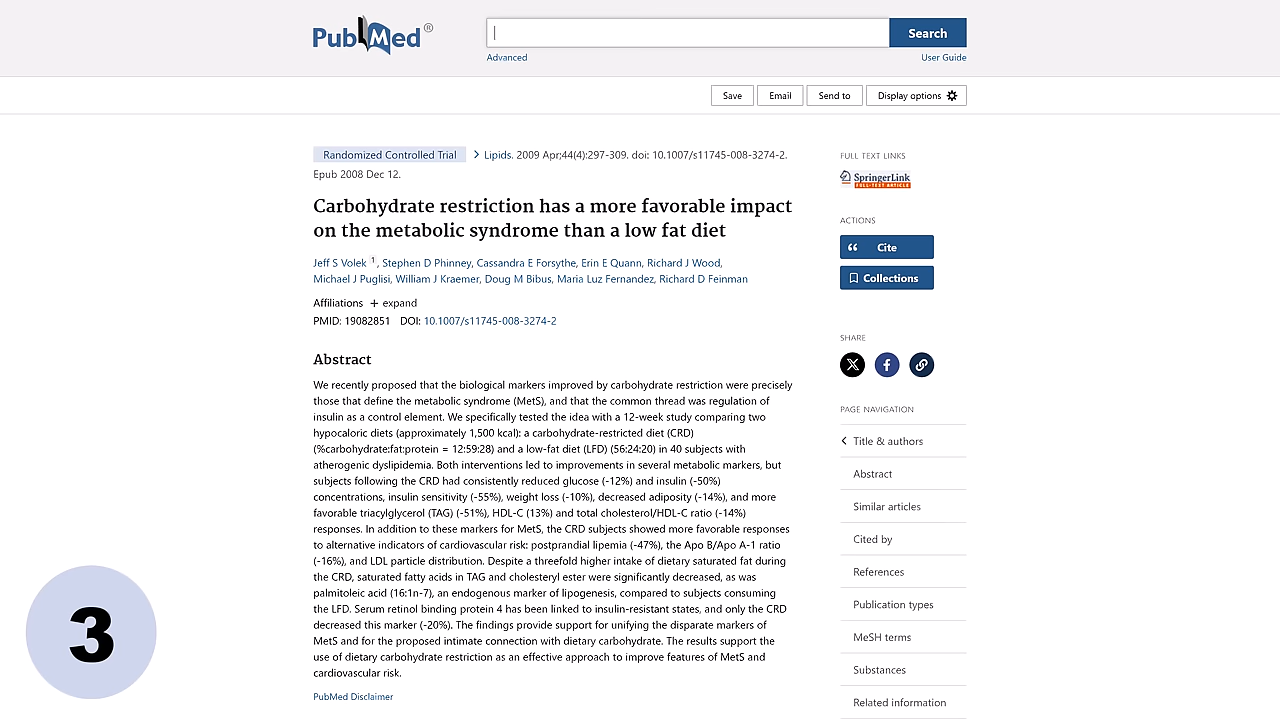 PubMed®
Search
Advanced
User Guide
Save
Email
Send to
Display options
Randomized Controlled Trial > Lipids. 2009 Apr;44(4):297-309. doi: 10.1007/s11745-008-3274-2.
Epub 2008 Dec 12.
Carbohydrate restriction has a more favorable impact
on the metabolic syndrome than a low fat diet
Jeff S Volek 1, Stephen D Phinney, Cassandra E Forsythe, Erin E Quann, Richard J Wood,
Michael J Puglisi, William J Kraemer, Doug M Bibus, Maria Luz Fernandez, Richard D Feinman
Affiliations + expand
PMID: 19082851 DOI: 10.1007/s11745-008-3274-2
Abstract
We recently proposed that the biological markers improved by carbohydrate restriction were precisely
those that define the metabolic syndrome (MetS), and that the common thread was regulation of
insulin as a control element. We specifically tested the idea with a 12-week study comparing two
hypocaloric diets (approximately 1,500 kcal): a carbohydrate-restricted diet (CRD)
(%carbohydrate:fat:protein = 12:59:28) and a low-fat diet (LFD) (56:24:20) in 40 subjects with
atherogenic dyslipidemia. Both interventions led to improvements in several metabolic markers, but
subjects following the CRD had consistently reduced glucose (-12%) and insulin (-50%)
concentrations, insulin sensitivity (-55%), weight loss (-10%), decreased adiposity (-14%), and more
favorable triacylglycerol (TAG) (-51%), HDL-C (13%) and total cholesterol/HDL-C ratio (-14%)
responses. In addition to these markers for MetS, the CRD subjects showed more favorable responses
to alternative indicators of cardiovascular risk: postprandial lipemia (-47%), the Apo B/Apo A-1 ratio
(-16%), and LDL particle distribution. Despite a threefold higher intake of dietary saturated fat during
the CRD, saturated fatty acids in TAG and cholesteryl ester were significantly decreased, as was
palmitoleic acid (16:1n-7), an endogenous marker of lipogenesis, compared to subjects consuming
the LFD. Serum retinol binding protein 4 has been linked to insulin-resistant states, and only the CRD
decreased this marker (-20%). The findings provide support for unifying the disparate markers of
MetS and for the proposed intimate connection with dietary carbohydrate. The results support the
use of dietary carbohydrate restriction as an effective approach to improve features of MetS and
cardiovascular risk.
PubMed Disclaimer
FULL TEXT LINKS
SpringerLink
FULL-TEXT ARTICLE
ACTIONS
Cite
Collections
SHARE
PAGE NAVIGATION
Title & authors
Abstract
Similar articles
Cited by
References
Publication types
MeSH terms
Substances
Related information
3